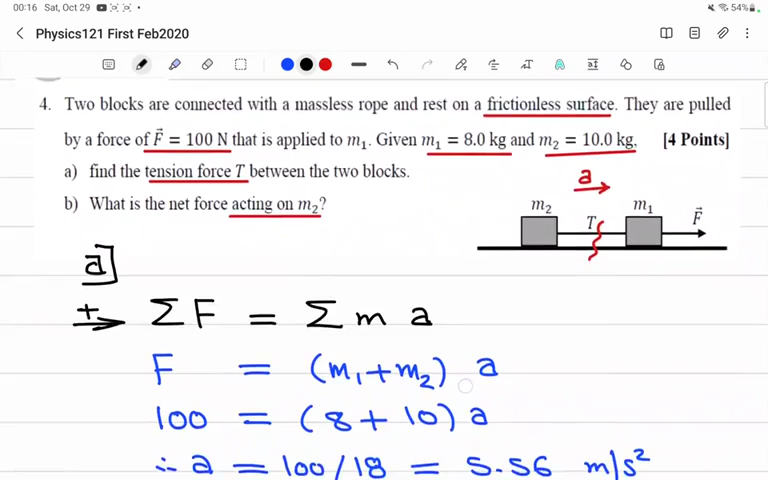 00:16 Sat, Oct 29
54%
Physics121 First Feb2020
4. Two blocks are connected with a massless rope and rest on a frictionless surface. They are pulled
by a force of F⃗ = 100 N that is applied to m₁. Given m₁ = 8.0 kg and m₂ = 10.0 kg. [4 Points]
a) find the tension force T between the two blocks.
b) What is the net force acting on m₂?
a
m₂ T m₁ F⃗
a]
+ → ΣF = Σ m a
F = (m₁+m₂) a
100 = (8 + 10) a
∴ a = 100/18 = 5.56 m/s²